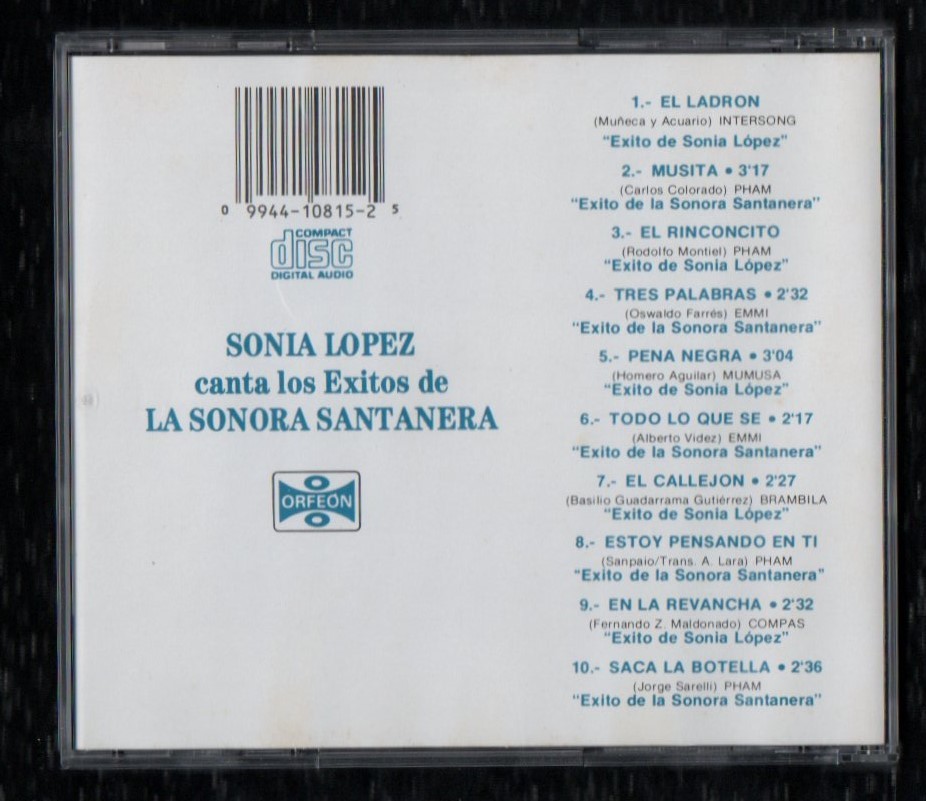 0 9944-10815-2 5
COMPACT
disc
DIGITAL AUDIO
SONIA LOPEZ
canta los Exitos de
LA SONORA SANTANERA
ORFEON
1.- EL LADRON
(Muñeca y Acuario) INTERSONG
"Exito de Sonia López"
2.- MUSITA • 3'17
(Carlos Colorado) PHAM
"Exito de la Sonora Santanera"
3.- EL RINCONCITO
(Rodolfo Montiel) PHAM
"Exito de Sonia López"
4.- TRES PALABRAS • 2'32
(Oswaldo Farrés) EMMI
"Exito de la Sonora Santanera"
5.- PENA NEGRA • 3'04
(Homero Aguilar) MUMUSA
"Exito de Sonia López"
6.- TODO LO QUE SE • 2'17
(Alberto Videz) EMMI
"Exito de la Sonora Santanera"
7.- EL CALLEJON • 2'27
(Basilio Guadarrama Gutiérrez) BRAMBILA
"Exito de Sonia López"
8.- ESTOY PENSANDO EN TI
(Sanpaio/Trans. A. Lara) PHAM
"Exito de la Sonora Santanera"
9.- EN LA REVANCHA • 2'32
(Fernando Z. Maldonado) COMPAS
"Exito de Sonia López"
10.- SACA LA BOTELLA • 2'36
(Jorge Sarelli) PHAM
"Exito de la Sonora Santanera"